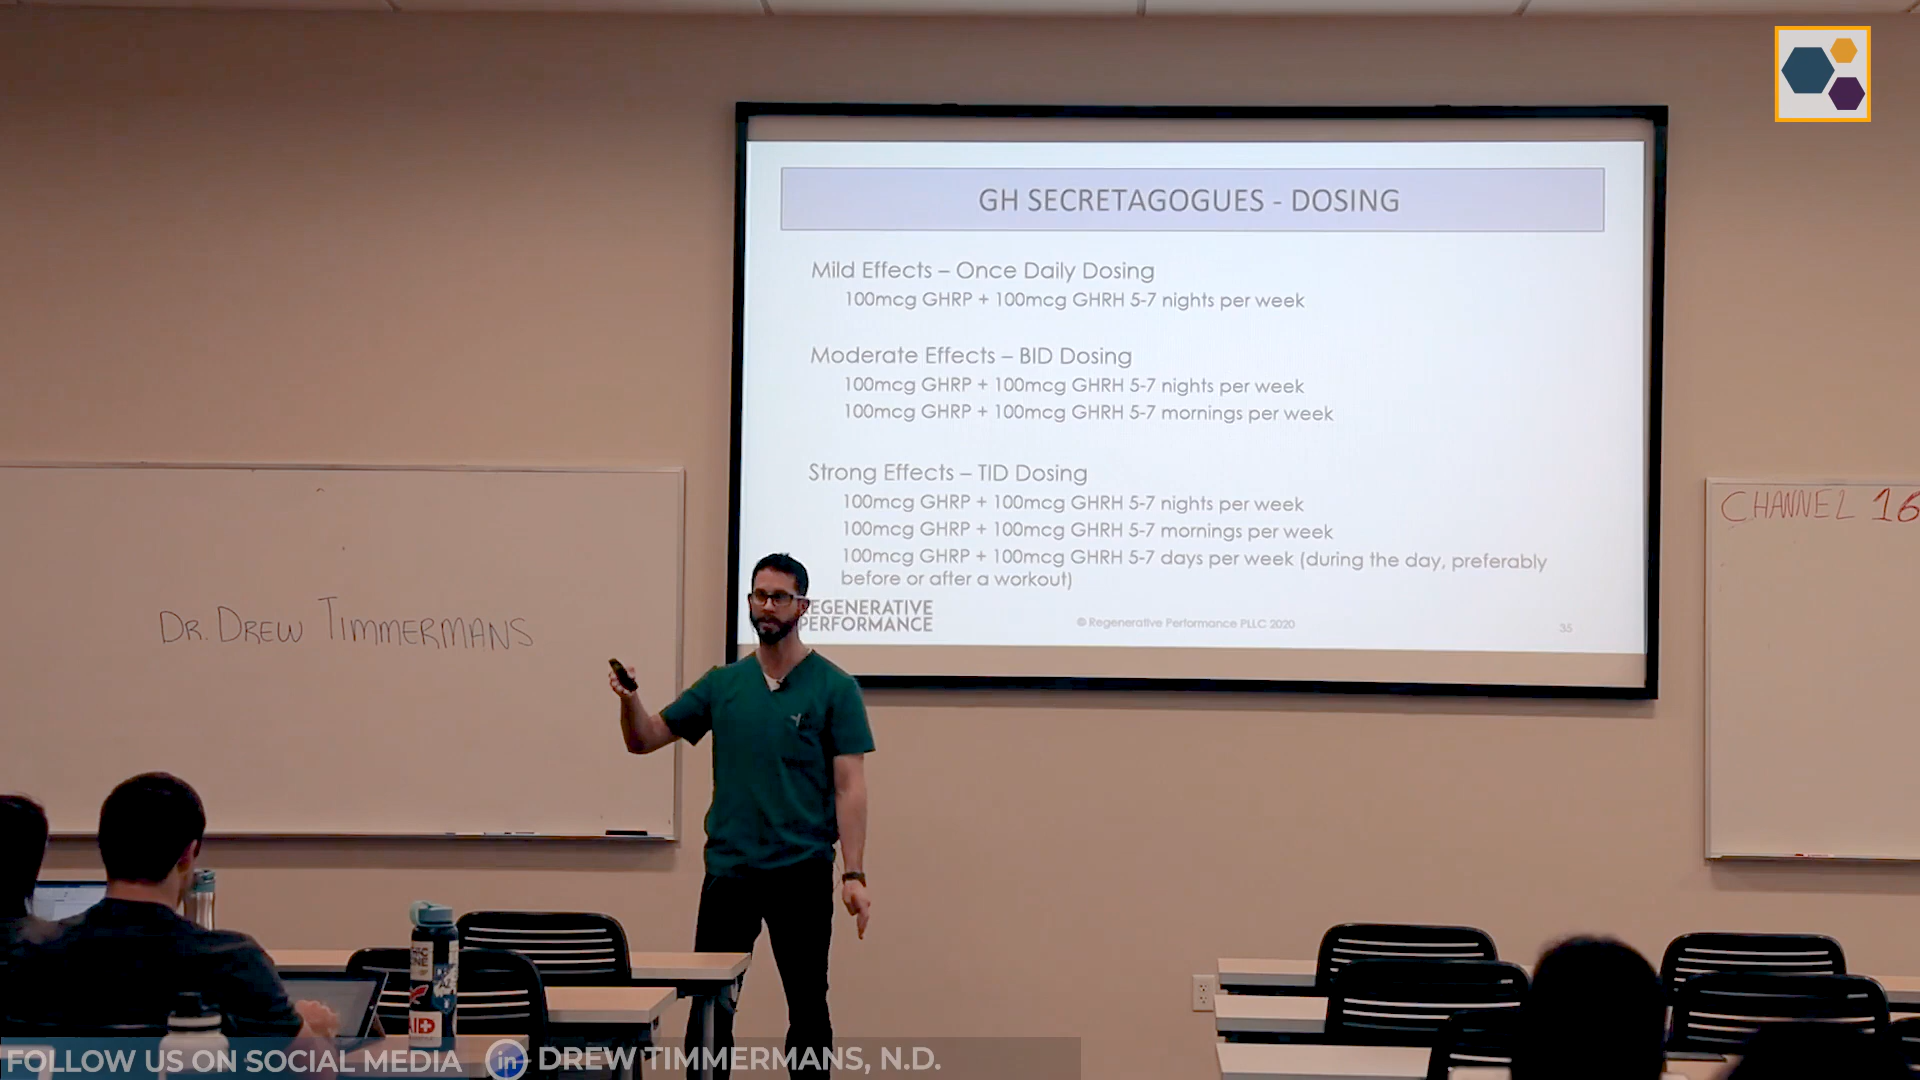 GH SECRETAGOGUES - DOSING
Mild Effects – Once Daily Dosing
100mcg GHRP + 100mcg GHRH 5-7 nights per week
Moderate Effects – BID Dosing
100mcg GHRP + 100mcg GHRH 5-7 nights per week
100mcg GHRP + 100mcg GHRH 5-7 mornings per week
Strong Effects – TID Dosing
100mcg GHRP + 100mcg GHRH 5-7 nights per week
100mcg GHRP + 100mcg GHRH 5-7 mornings per week
100mcg GHRP + 100mcg GHRH 5-7 days per week (during the day, preferably
before or after a workout)
REGENERATIVE
PERFORMANCE
© Regenerative Performance PLLC 2020
35
DR. DREW TIMMERMANS
CHANNEL 16
AID
FOLLOW US ON SOCIAL MEDIA in DREW TIMMERMANS, N.D.